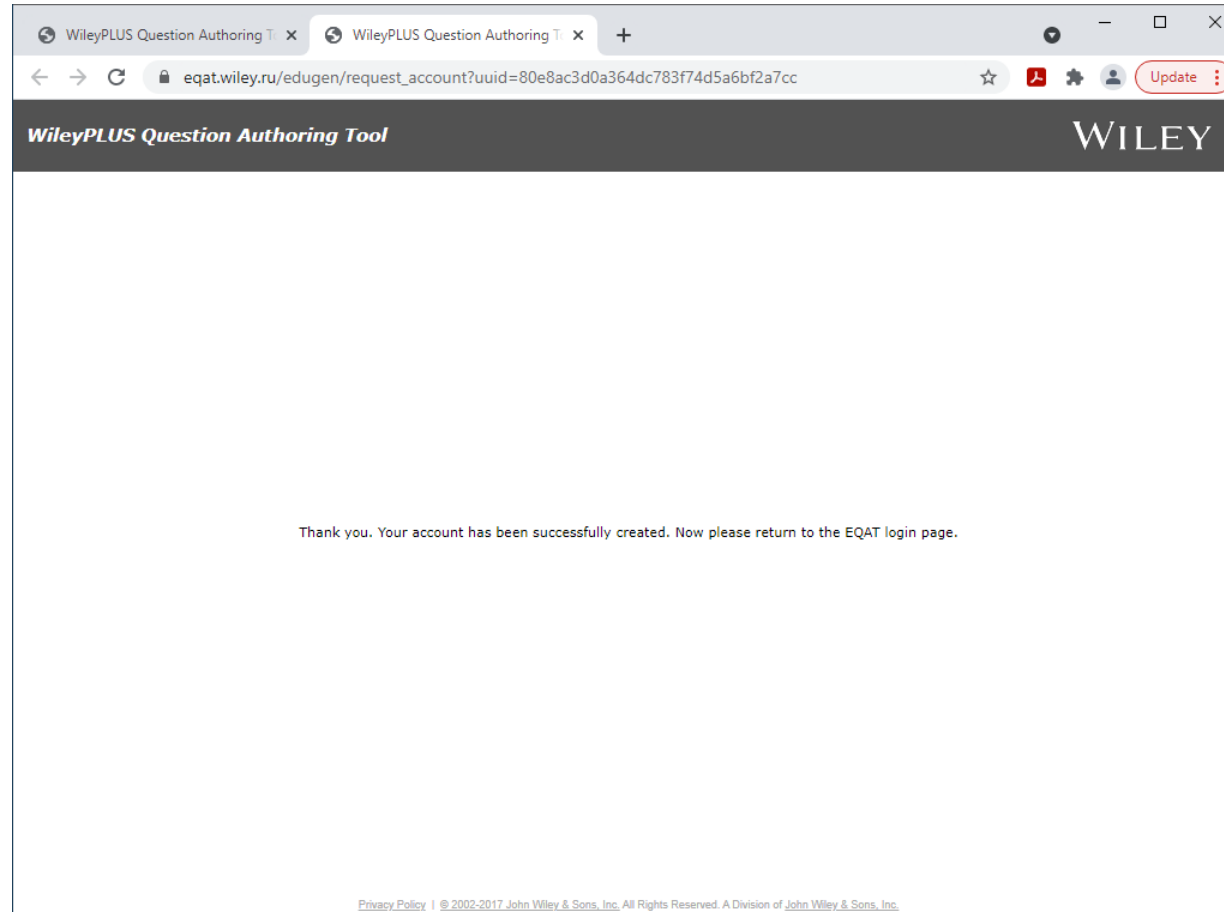 WileyPLUS Question Authoring T
WileyPLUS Question Authoring T
eqat.wiley.ru/edugen/request_account?uuid=80e8ac3d0a364dc783f74d5a6bf2a7cc
Update
WileyPLUS Question Authoring Tool
WILEY
Thank you. Your account has been successfully created. Now please return to the EQAT login page.
Privacy Policy | © 2002-2017 John Wiley & Sons, Inc. All Rights Reserved. A Division of John Wiley & Sons, Inc.